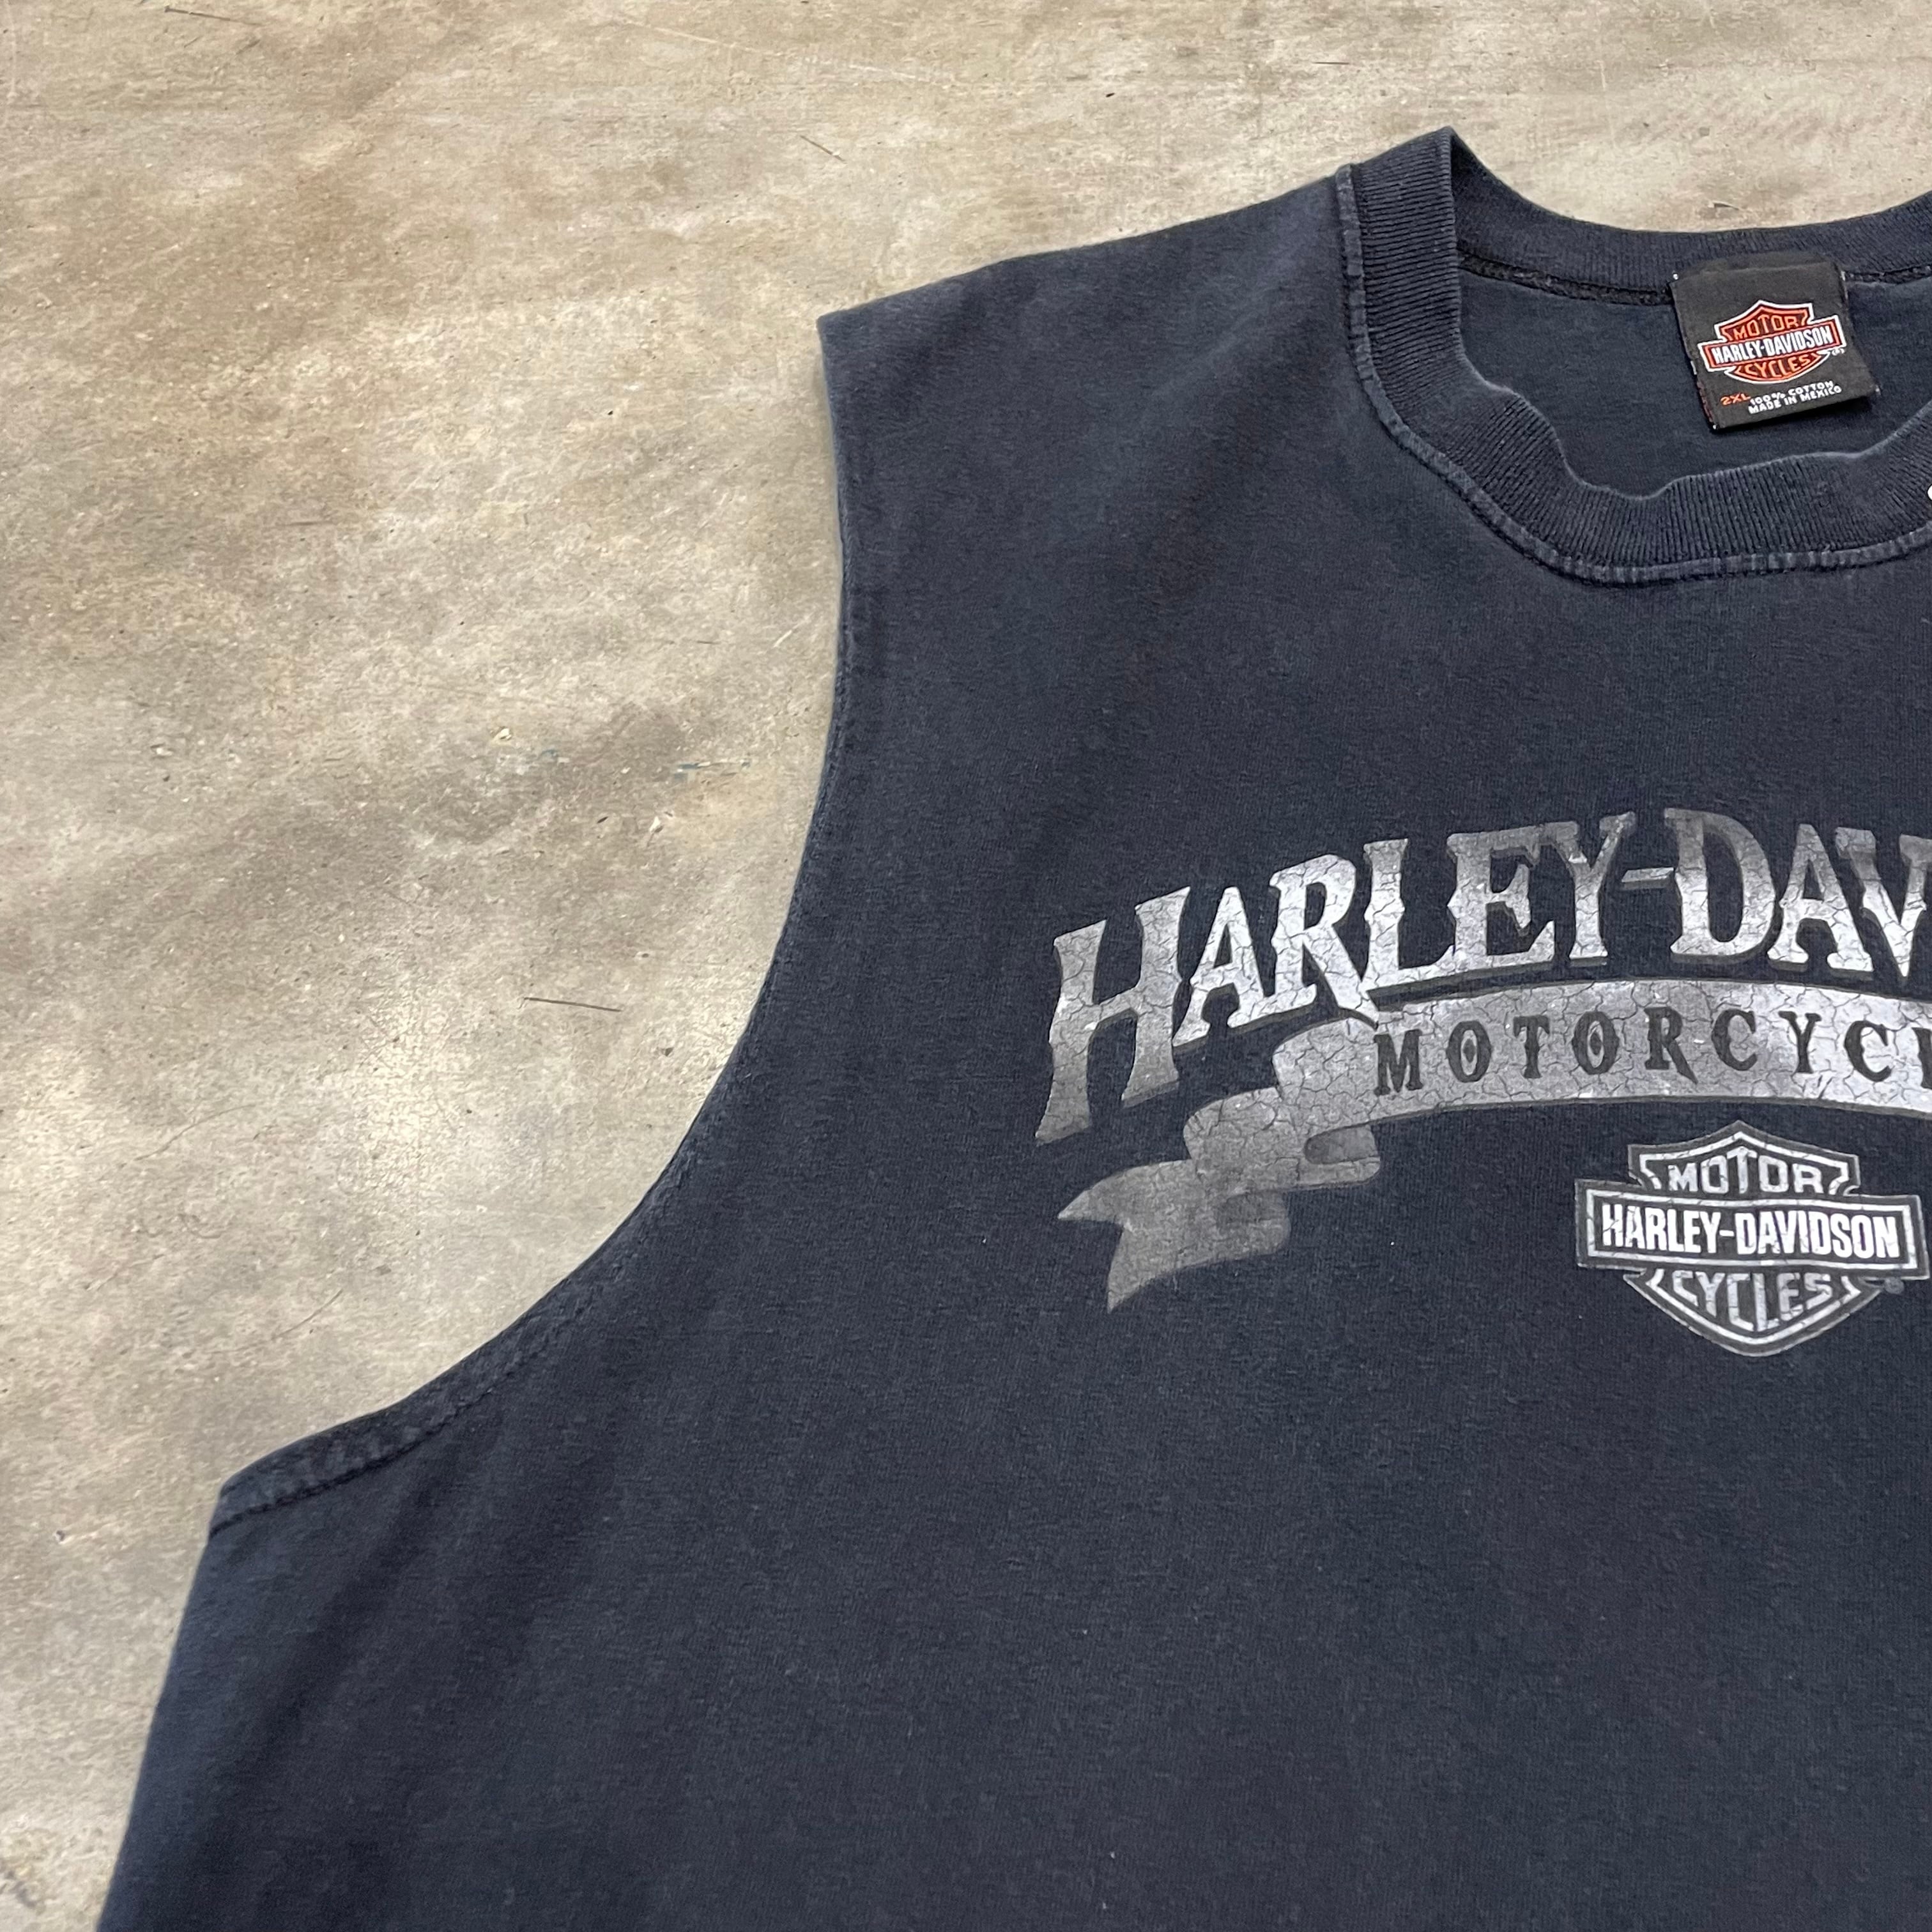 MOTOR
HARLEY-DAVIDSON
CYCLES
2XL 100% COTTON
MADE IN MEXICO
HARLEY-DAV
MOTORCYC
MOTOR
HARLEY-DAVIDSON
CYCLES